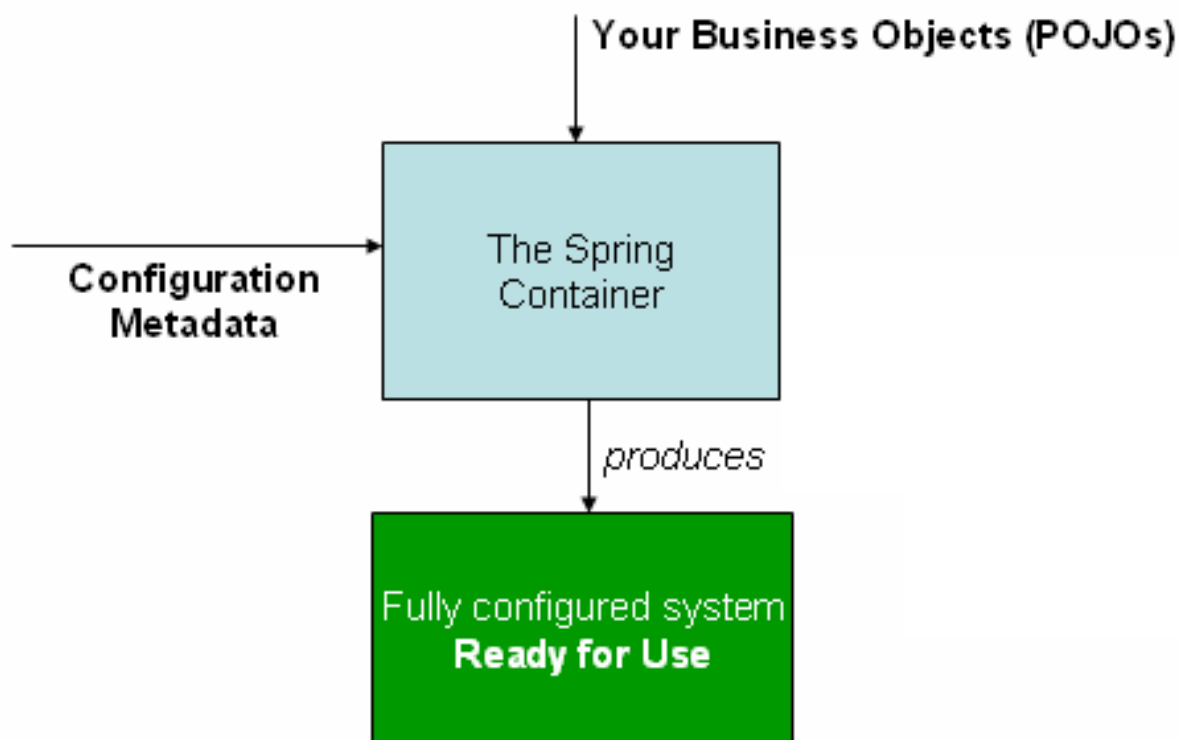 Your Business Objects (POJOs)
The Spring
Container
Configuration
Metadata
produces
Fully configured system
Ready for Use